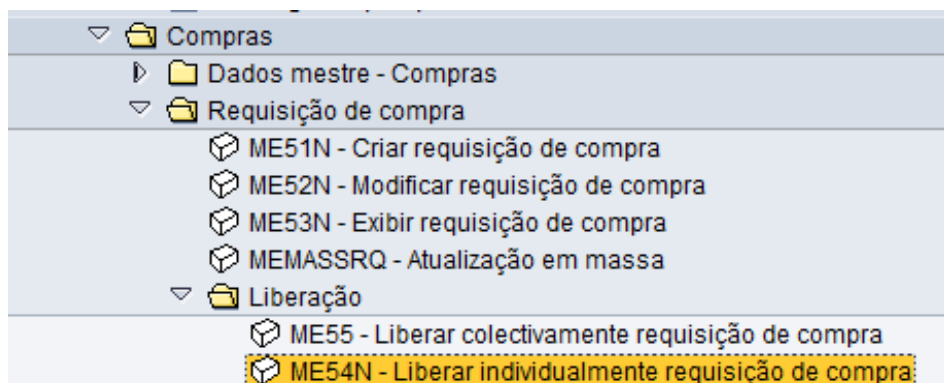 Compras
Dados mestre - Compras
Requisição de compra
ME51N - Criar requisição de compra
ME52N - Modificar requisição de compra
ME53N - Exibir requisição de compra
MEMASSRQ - Atualização em massa
Liberação
ME55 - Liberar colectivamente requisição de compra
ME54N - Liberar individualmente requisição de compra